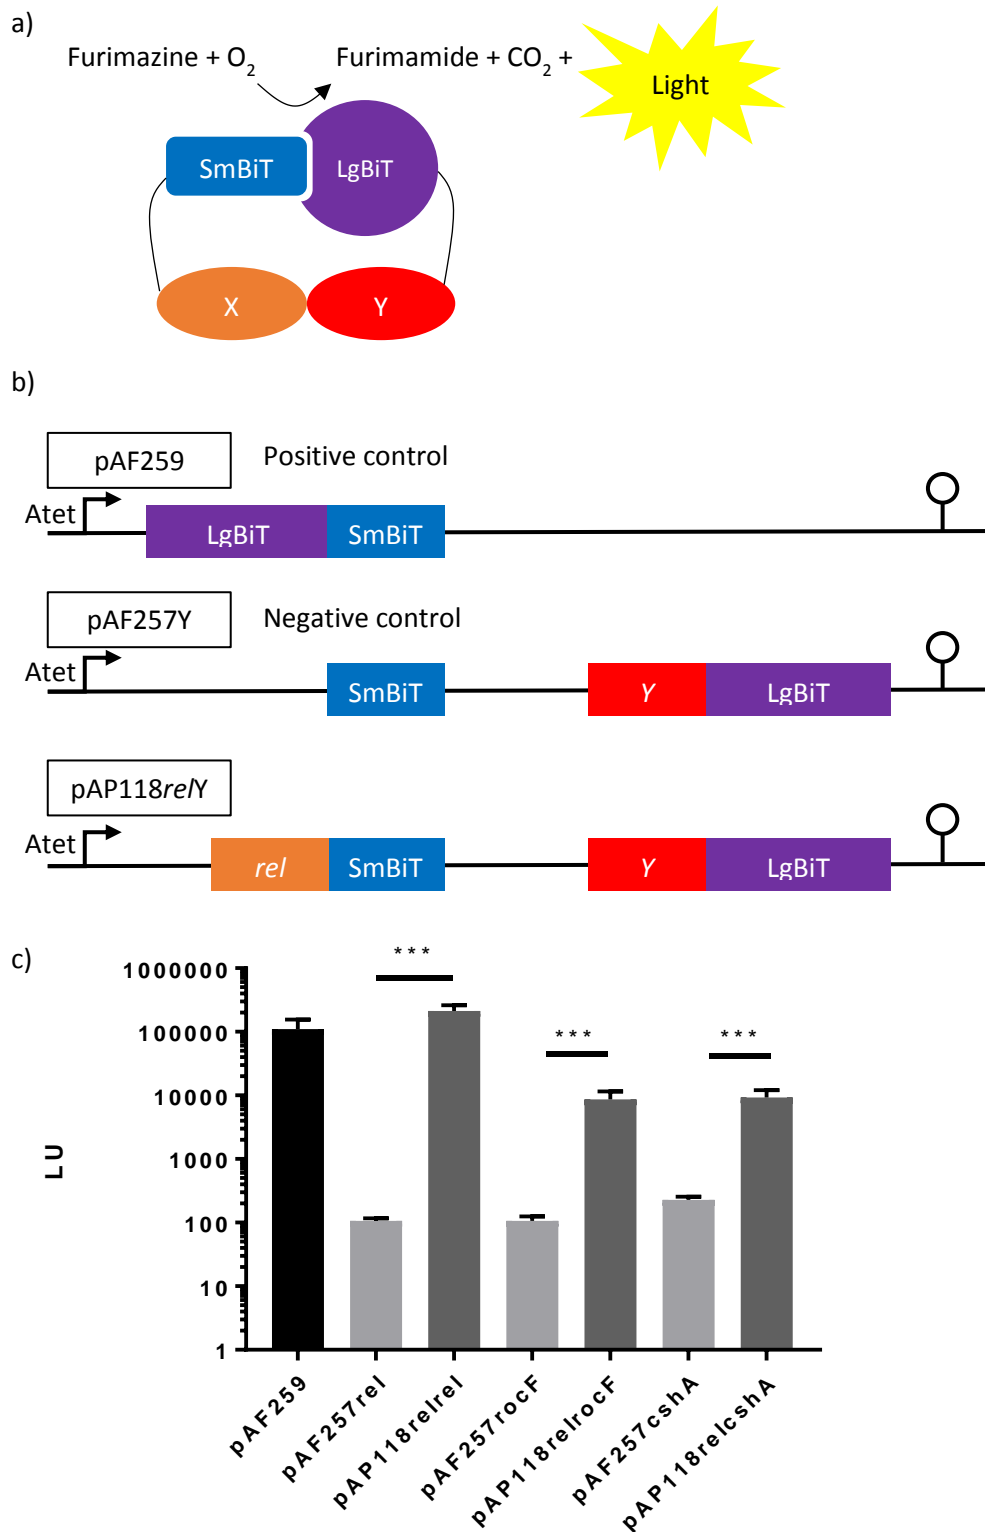 a)
Furimazine + O2 Furimamide + CO2 +
Light
SmBiT LgBiT
X Y
b)
pAF259 Positive control
Atet
LgBiT SmBiT
pAF257Y Negative control
Atet
SmBiT Y LgBiT
pAP118relY
Atet
rel SmBiT Y LgBiT
c)
***
***
***
1000000
100000
10000
1000
100
10
1
LU
pAF259
pAF257rel
pAP118relrel
pAF257rocF
pAP118relrocF
pAF257cshA
pAP118relcshA